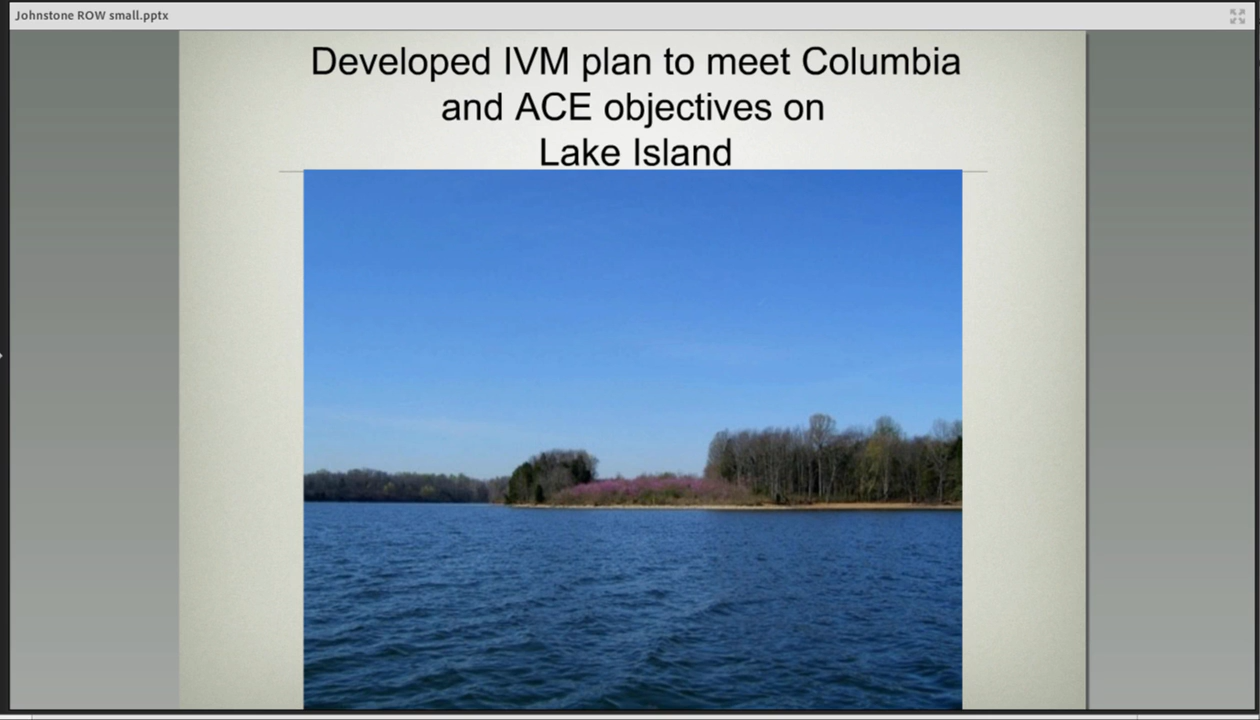 Johnstone ROW small.pptx
Developed IVM plan to meet Columbia
and ACE objectives on
Lake Island